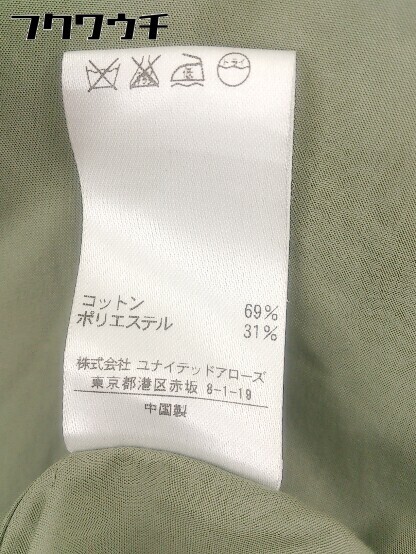 フクワウチ
ドライ
コットン 69%
ポリエステル 31%
株式会社 ユナイテッドアローズ
東京都港区赤坂 8-1-19
中国製